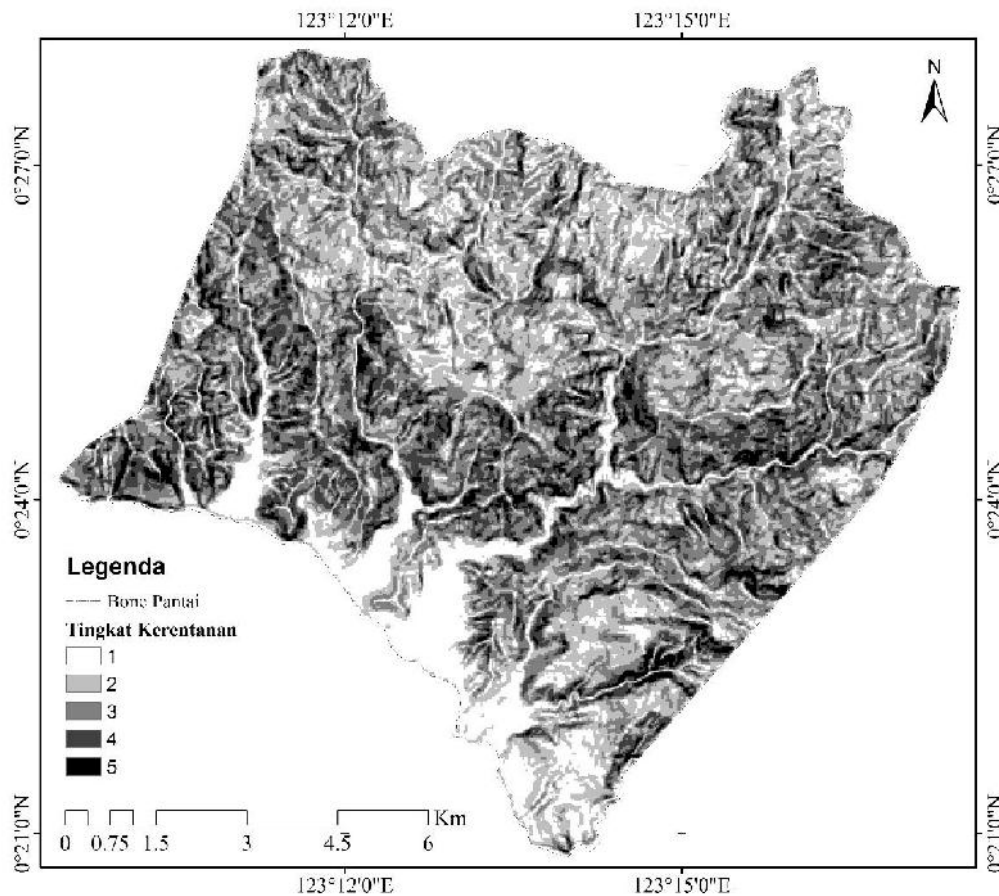 123°12'0"E 123°15'0"E
N
0°27'0"N 0°27'0"N
0°24'0"N 0°24'0"N
Legenda
Bone Pantai
Tingkat Kerentanan
1
2
3
4
5
Km
0 0.75 1.5 3 4.5 6
0°21'0"N 0°21'0"N
123°12'0"E 123°15'0"E